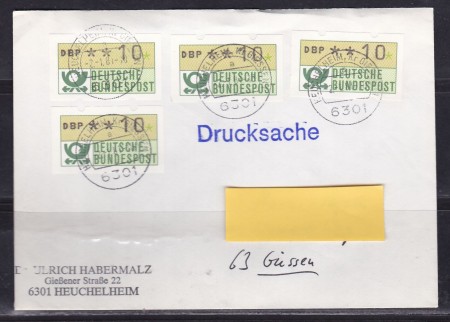 DBP **10
DEUTSCHE
BUNDESPOST
DBP **10
DEUTSCHE
BUNDESPOST
6301
DBP **10
DEUTSCHE
BUNDESPOST
6301
DBP **10
DEUTSCHE
BUNDESPOST
6301
Drucksache
63 Giessen
ULRICH HABERMALZ
Gießener Straße 22
6301 HEUCHELHEIM